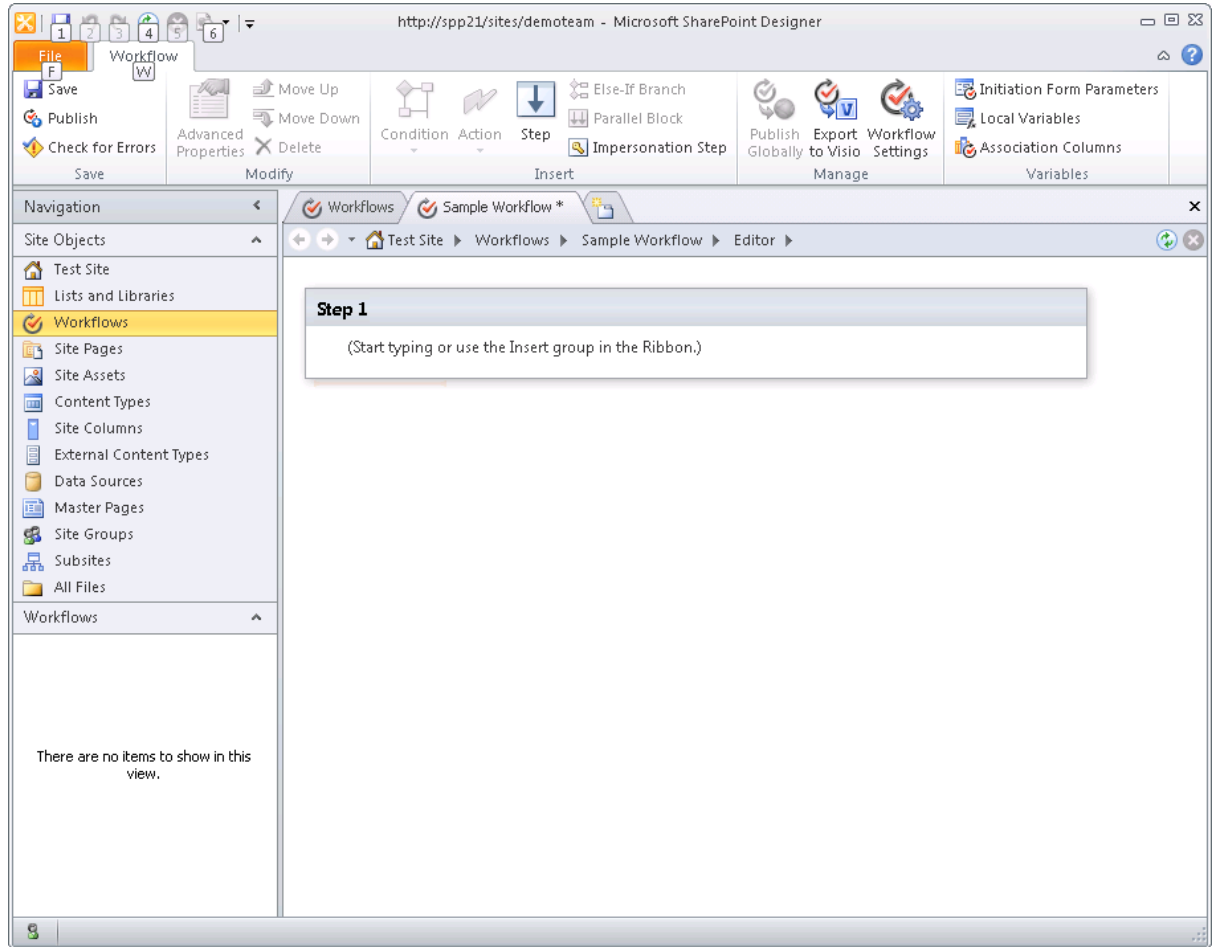 http://spp21/sites/demoteam - Microsoft SharePoint Designer
1 2 3 4 5 6
File Workflow
F W
Save
Publish
Check for Errors
Save
Advanced Properties
Move Up
Move Down
Delete
Modify
Condition Action Step
Else-If Branch
Parallel Block
Impersonation Step
Insert
Publish Globally
Export to Visio
Workflow Settings
Manage
Initiation Form Parameters
Local Variables
Association Columns
Variables
Navigation
Site Objects
Test Site
Lists and Libraries
Workflows
Site Pages
Site Assets
Content Types
Site Columns
External Content Types
Data Sources
Master Pages
Site Groups
Subsites
All Files
Workflows
There are no items to show in this
view.
Workflows Sample Workflow *
Test Site Workflows Sample Workflow Editor
Step 1
(Start typing or use the Insert group in the Ribbon.)